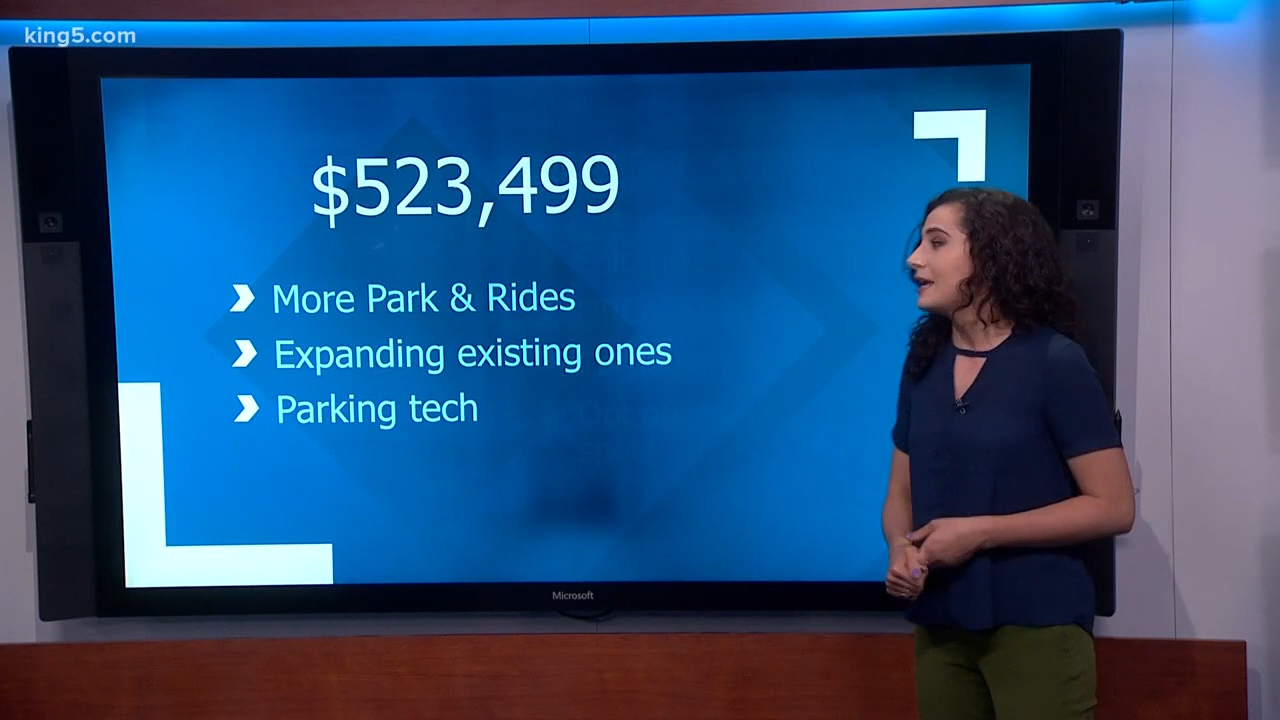 king5.com
$523,499
More Park & Rides
Expanding existing ones
Parking tech
Microsoft